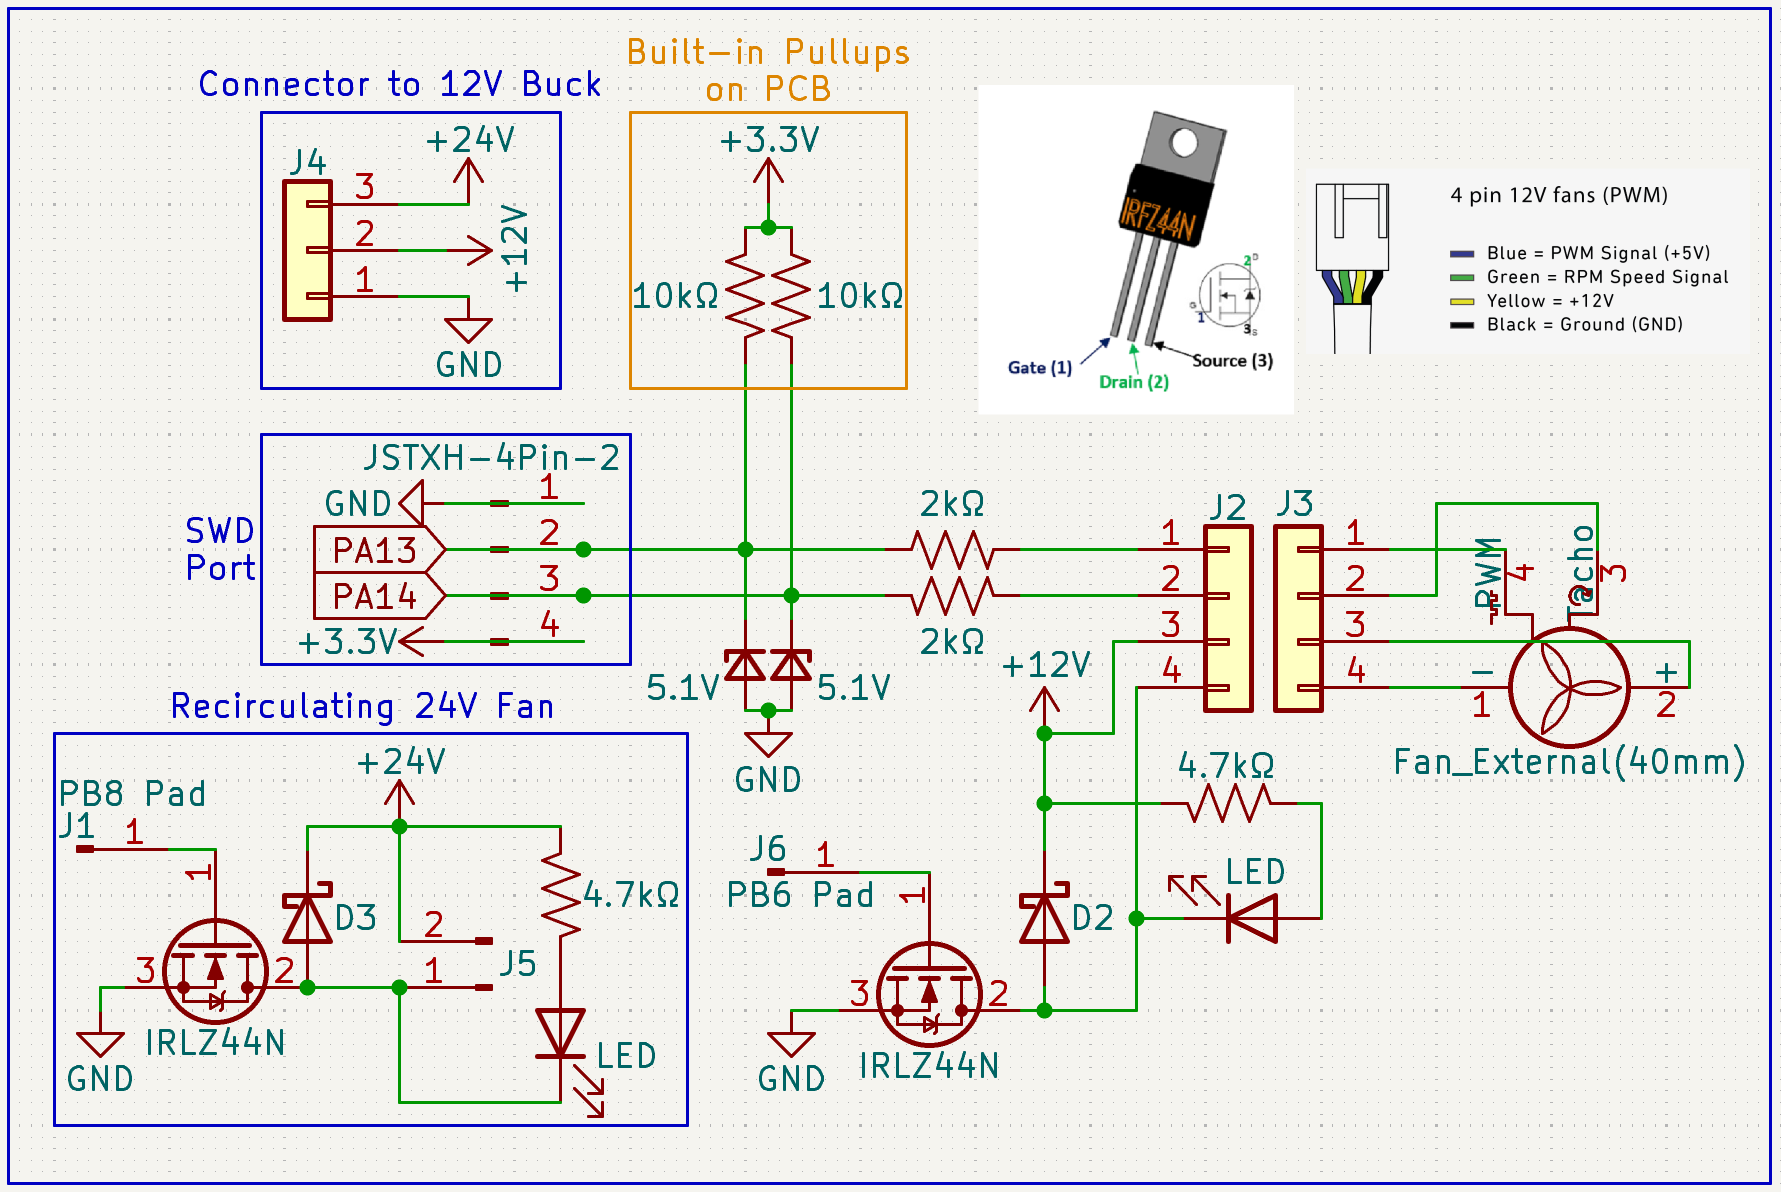 Connector to 12V Buck
J4
+24V
3
2
1
+12V
GND
Built-in Pullups
on PCB
+3.3V
10kΩ
10kΩ
IRFZ44N
Gate (1)
Drain (2)
Source (3)
2
D
G
1
3
S
4 pin 12V fans (PWM)
Blue = PWM Signal (+5V)
Green = RPM Speed Signal
Yellow = +12V
Black = Ground (GND)
SWD
Port
JSTXH-4Pin-2
GND
1
PA13
2
PA14
3
+3.3V
4
5.1V
5.1V
GND
2kΩ
2kΩ
J2
1
2
3
4
J3
1
2
3
4
PWM
4
Tacho
3
-
1
+
2
Fan_External(40mm)
+12V
4.7kΩ
LED
D2
J6
1
PB6 Pad
1
3
2
IRLZ44N
GND
Recirculating 24V Fan
+24V
PB8 Pad
J1
1
1
3
2
IRLZ44N
GND
D3
2
1
J5
4.7kΩ
LED